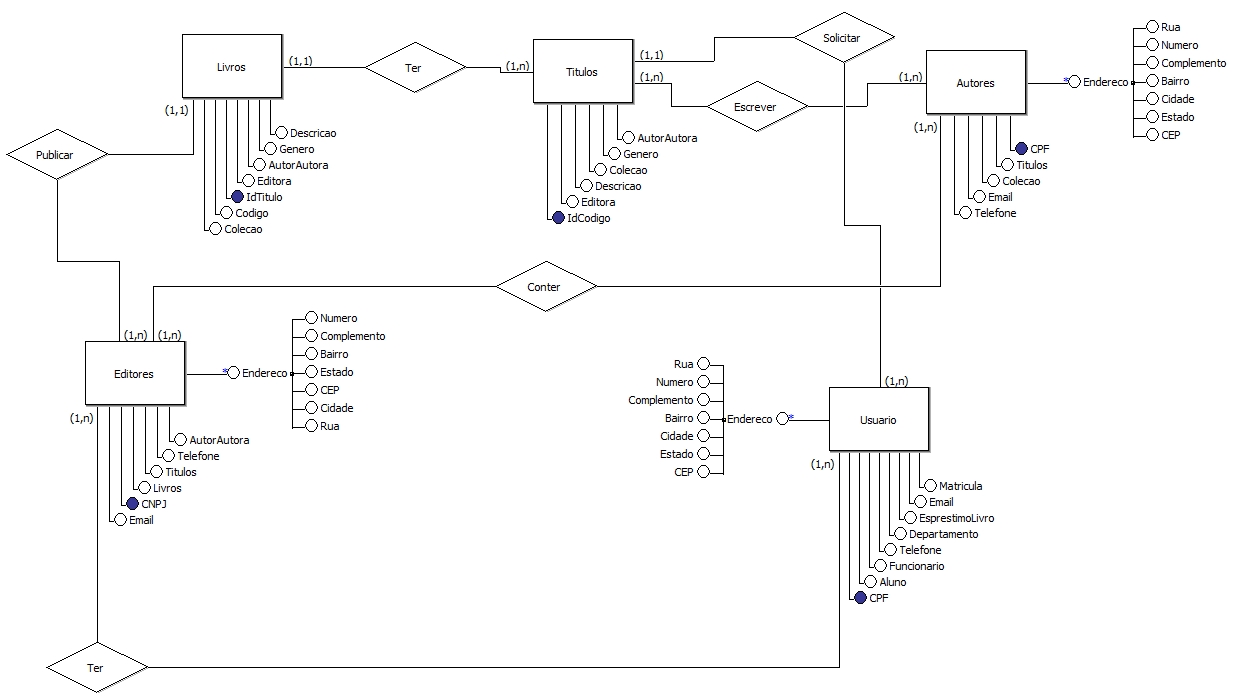 Livros
(1,1)
Ter
(1,n)
Titulos
(1,1)
(1,n)
Solicitar
Escrever
(1,n)
Autores
Endereco
Rua
Numero
Complemento
Bairro
Cidade
Estado
CEP
(1,1)
Publicar
Descricao
Genero
AutorAutora
Editora
IdTitulo
Codigo
Colecao
AutorAutora
Genero
Colecao
Descricao
Editora
IdCodigo
(1,n)
CPF
Titulos
Colecao
Email
Telefone
Conter
(1,n)
(1,n)
Editores
Endereco
Numero
Complemento
Bairro
Estado
CEP
Cidade
Rua
(1,n)
AutorAutora
Telefone
Titulos
Livros
CNPJ
Email
Rua
Numero
Complemento
Bairro
Cidade
Estado
CEP
Endereco
(1,n)
Usuario
(1,n)
Matricula
Email
EsprestimoLivro
Departamento
Telefone
Funcionario
Aluno
CPF
Ter